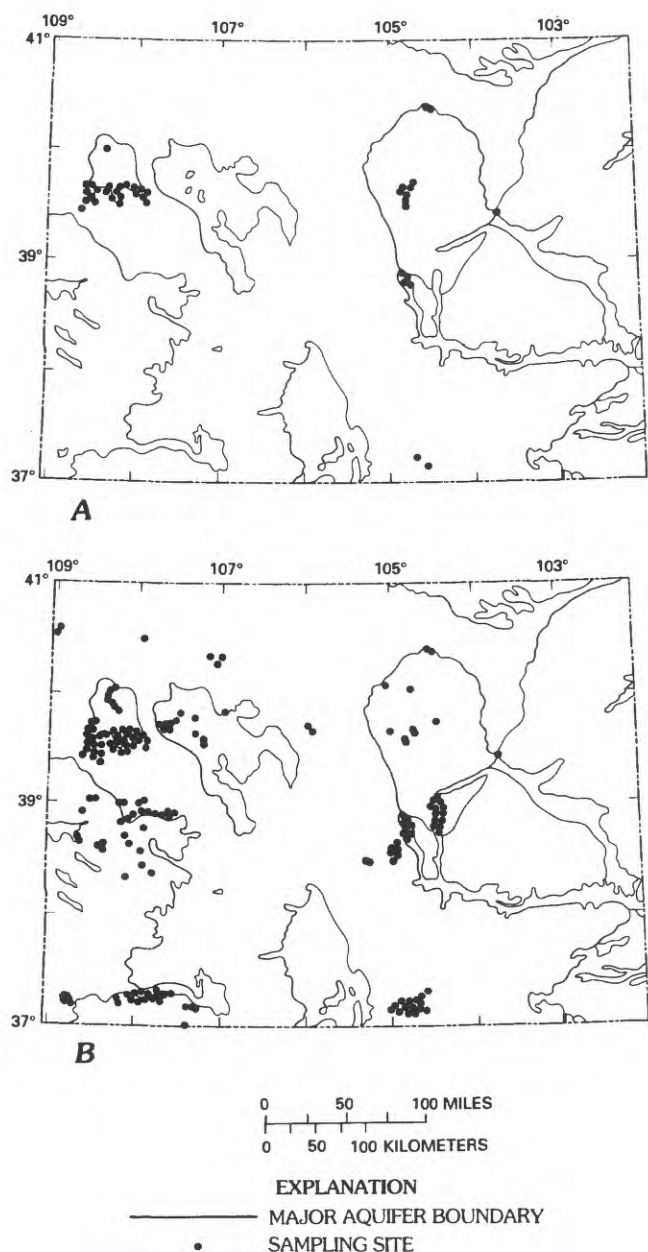 109° 107° 105° 103°
41°
39°
37°
A
109° 107° 105° 103°
41°
39°
37°
B
0 50 100 MILES
0 50 100 KILOMETERS
EXPLANATION
MAJOR AQUIFER BOUNDARY
SAMPLING SITE